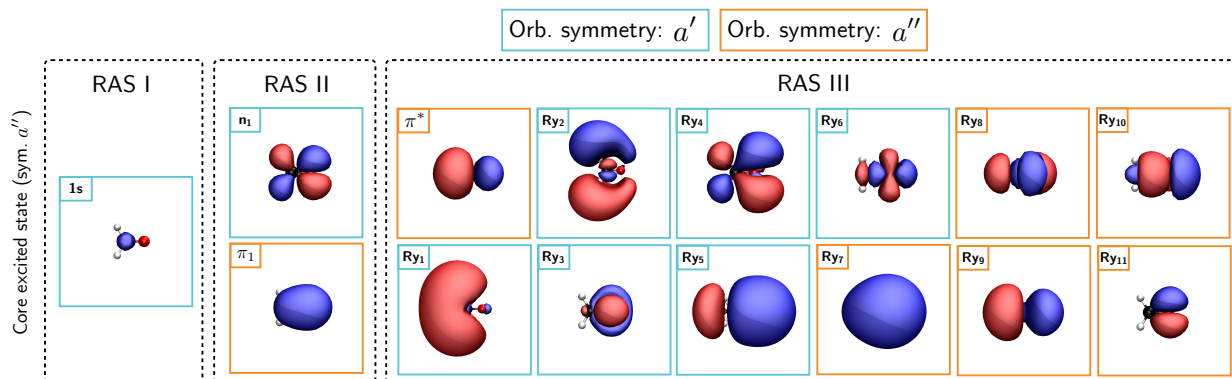 Orb. symmetry: a′ Orb. symmetry: a′′
RAS I RAS II RAS III
Core excited state (sym. a′′)
n₁ π* Ry₂ Ry₄ Ry₆ Ry₈ Ry₁₀
1s
π₁ Ry₁ Ry₃ Ry₅ Ry₇ Ry₉ Ry₁₁